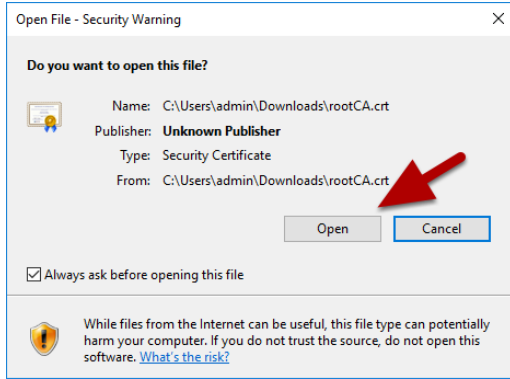 Open File - Security Warning
Do you want to open this file?
Name: C:\Users\admin\Downloads\rootCA.crt
Publisher: Unknown Publisher
Type: Security Certificate
From: C:\Users\admin\Downloads\rootCA.crt
Open Cancel
Always ask before opening this file
While files from the Internet can be useful, this file type can potentially
harm your computer. If you do not trust the source, do not open this
software. What's the risk?